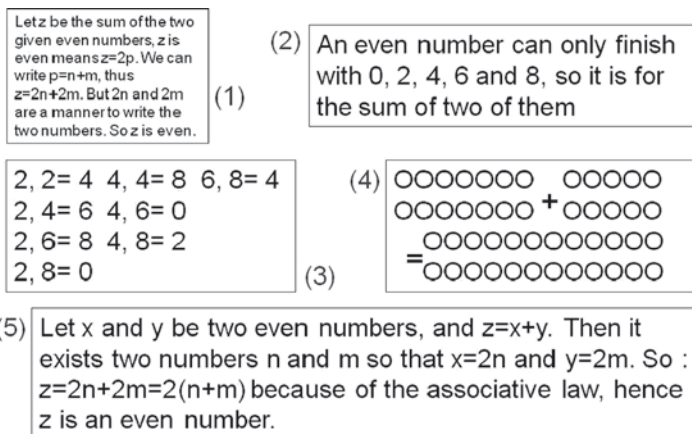 Let z be the sum of the two
given even numbers, z is
even means z=2p. We can
write p=n+m, thus
z=2n+2m. But 2n and 2m
are a manner to write the
two numbers. So z is even.
(1)
(2)
An even number can only finish
with 0, 2, 4, 6 and 8, so it is for
the sum of two of them
2, 2= 4 4, 4= 8 6, 8= 4
2, 4= 6 4, 6= 0
2, 6= 8 4, 8= 2
2, 8= 0
(3)
(4)
OOOOOOO OOOOO
+
OOOOOOO OOOOO
OOOOOOOOOOOO
=
OOOOOOOOOOOO
(5)
Let x and y be two even numbers, and z=x+y. Then it
exists two numbers n and m so that x=2n and y=2m. So :
z=2n+2m=2(n+m) because of the associative law, hence
z is an even number.